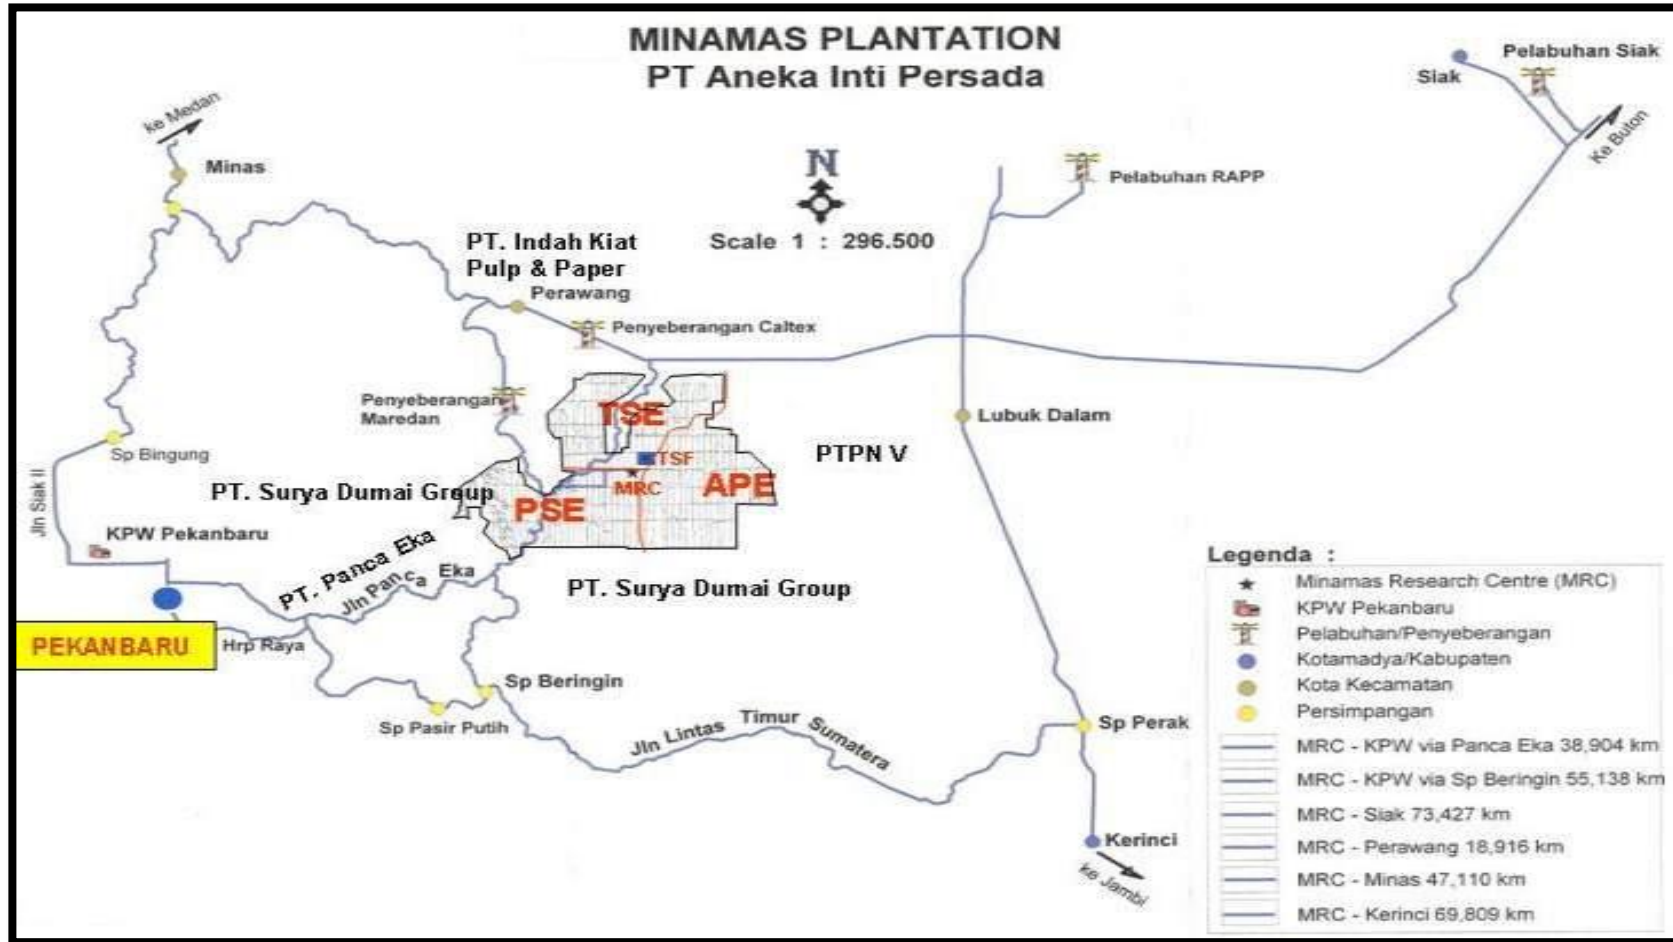 MINAMAS PLANTATION
PT Aneka Inti Persada
Pelabuhan Siak
Siak
Ke Buton
ke Medan
Minas
N
Pelabuhan RAPP
Scale 1 : 296.500
PT. Indah Kiat
Pulp & Paper
Perawang
Penyeberangan Caltex
Penyeberangan
Maredan
TSE
Lubuk Dalam
Sp Bingung
PTPN V
TSF
MRC
APE
PT. Surya Dumai Group
PSE
Jln Siak II
KPW Pekanbaru
PT. Panca Eka
Jln Panca Eka
PT. Surya Dumai Group
PEKANBARU
Hrp Raya
Sp Beringin
Sp Pasir Putih
Jln Lintas Timur Sumatera
Sp Perak
Kerinci
ke Jambi
Legenda :
Minamas Research Centre (MRC)
KPW Pekanbaru
Pelabuhan/Penyeberangan
Kotamadya/Kabupaten
Kota Kecamatan
Persimpangan
MRC - KPW via Panca Eka 38,904 km
MRC - KPW via Sp Beringin 55,138 km
MRC - Siak 73,427 km
MRC - Perawang 18,916 km
MRC - Minas 47,110 km
MRC - Kerinci 69,809 km